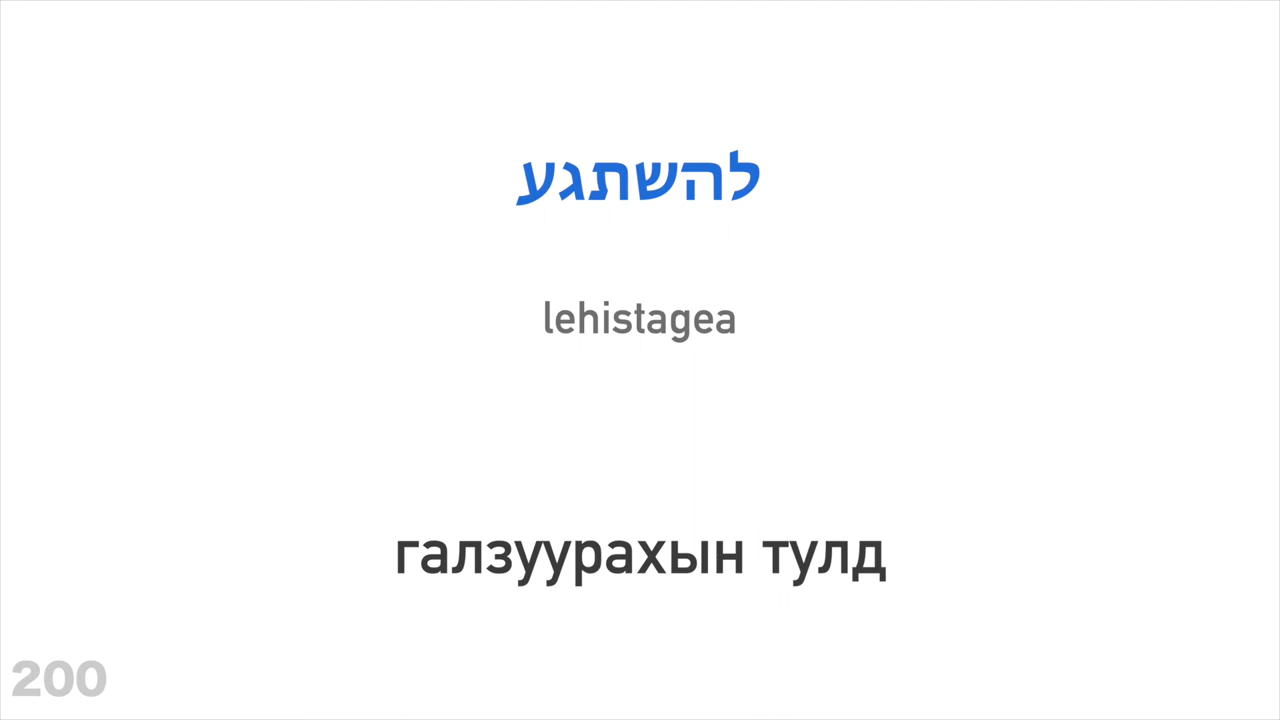 להשתגע
lehistagea
галзуурахын тулд
200